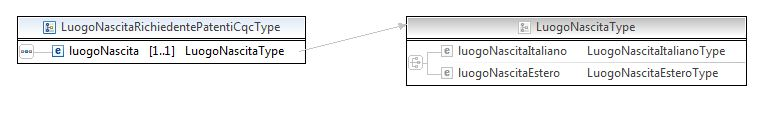 LuogoNascitaRichiedentePatentiCqcType
luogoNascita [1..1] LuogoNascitaType
LuogoNascitaType
luogoNascitaItaliano LuogoNascitaItalianoType
luogoNascitaEstero LuogoNascitaEsteroType